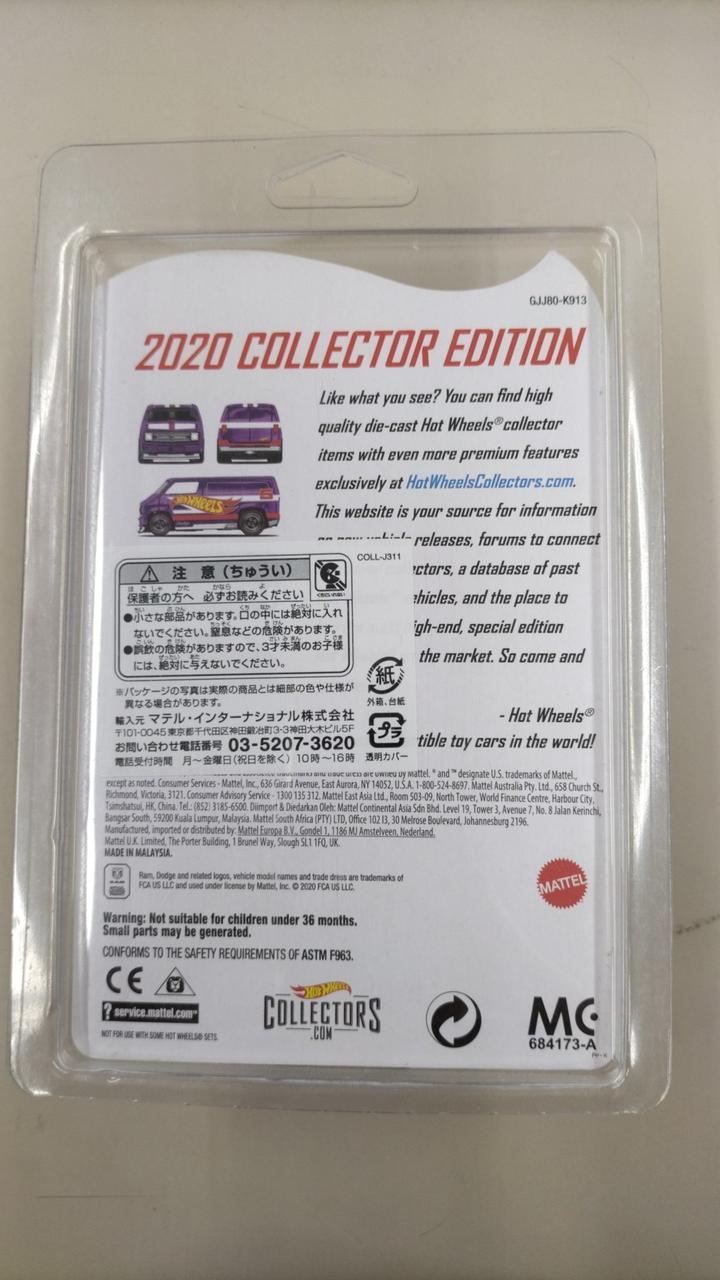 GJJ80-K913
2020 COLLECTOR EDITION
Like what you see? You can find high
quality die-cast Hot Wheels® collector
items with even more premium features
exclusively at HotWheelsCollectors.com.
This website is your source for information
releases, forums to connect
ctors, a database of past
ehicles, and the place to
igh-end, special edition
the market. So come and
- Hot Wheels®
tible toy cars in the world!
HOT WHEELS
COLL-J311
注意(ちゅうい)
保護者の方へ 必ずお読みください
●小さな部品があります。口の中には絶対に入れ
ないでください。窒息などの危険があります。
●誤飲の危険がありますので、3才未満のお子様
には、絶対に与えないでください。
※パッケージの写真は実際の商品とは細部の色や仕様が
異なる場合があります。
輸入元 マテル・インターナショナル株式会社
〒101-0045 東京都千代田区神田鍛冶町3-3神田大木ビル5F
お問い合わせ電話番号 03-5207-3620
電話受付時間 月〜金曜日(祝日を除く) 10時〜16時
紙
外箱、台紙
プラ
透明カバー
trademarks and trade dress are owned by Mattel. ® and ™ designate U.S. trademarks of Mattel.,
except as noted. Consumer Services - Mattel, Inc., 636 Girard Avenue, East Aurora, NY 14052, U.S.A. 1-800-524-8697. Mattel Australia Pty. Ltd., 658 Church St.,
Richmond, Victoria, 3121. Consumer Advisory Service - 1300 135 312. Mattel East Asia Ltd., Room 503-09, North Tower, World Finance Centre, Harbour City,
Tsimshatsui, HK, China. Tel.: (852) 3185-6500. Diimport & Diedarkan Oleh: Mattel Continental Asia Sdn Bhd. Level 19, Tower 3, Avenue 7, No. 8 Jalan Kerinchi,
Bangsar South, 59200 Kuala Lumpur, Malaysia. Mattel South Africa (PTY) LTD, Office 102 I3, 30 Melrose Boulevard, Johannesburg 2196.
Manufactured, imported or distributed by: Mattel Europa B.V., Gondel 1, 1186 MJ Amstelveen, Nederland.
Mattel U.K. Limited, The Porter Building, 1 Brunel Way, Slough SL1 1FQ, UK.
MADE IN MALAYSIA.
Ram, Dodge and related logos, vehicle model names and trade dress are trademarks of
FCA US LLC and used under license by Mattel, Inc. © 2020 FCA US LLC.
MATTEL
Warning: Not suitable for children under 36 months.
Small parts may be generated.
CONFORMS TO THE SAFETY REQUIREMENTS OF ASTM F963.
CE
? service.mattel.com™
NOT FOR USE WITH SOME HOT WHEELS® SETS.
HOT WHEELS
COLLECTORS
.COM
MC
684173-A